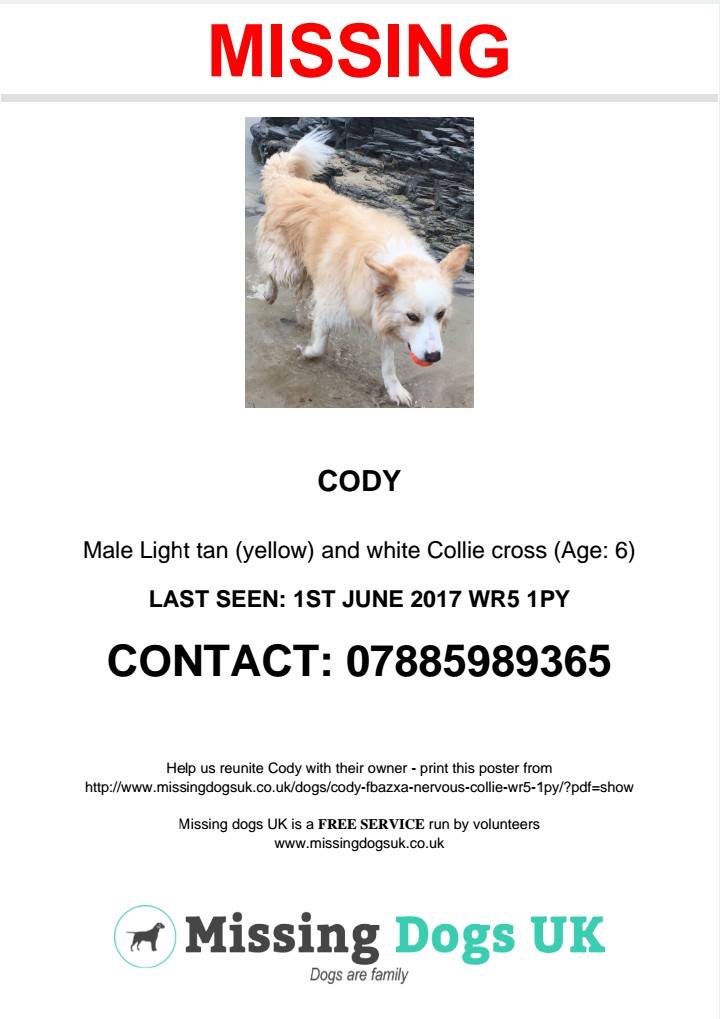 MISSING
CODY
Male Light tan (yellow) and white Collie cross (Age: 6)
LAST SEEN: 1ST JUNE 2017 WR5 1PY
CONTACT: 07885989365
Help us reunite Cody with their owner - print this poster from
http://www.missingdogsuk.co.uk/dogs/cody-fbazxa-nervous-collie-wr5-1py/?pdf=show
Missing dogs UK is a FREE SERVICE run by volunteers
www.missingdogsuk.co.uk
Missing Dogs UK
Dogs are family